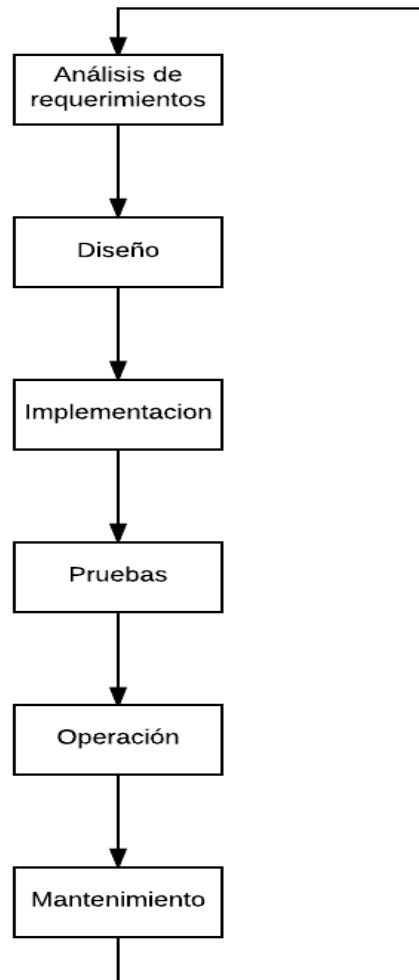 Análisis de
requerimientos
Diseño
Implementacion
Pruebas
Operación
Mantenimiento